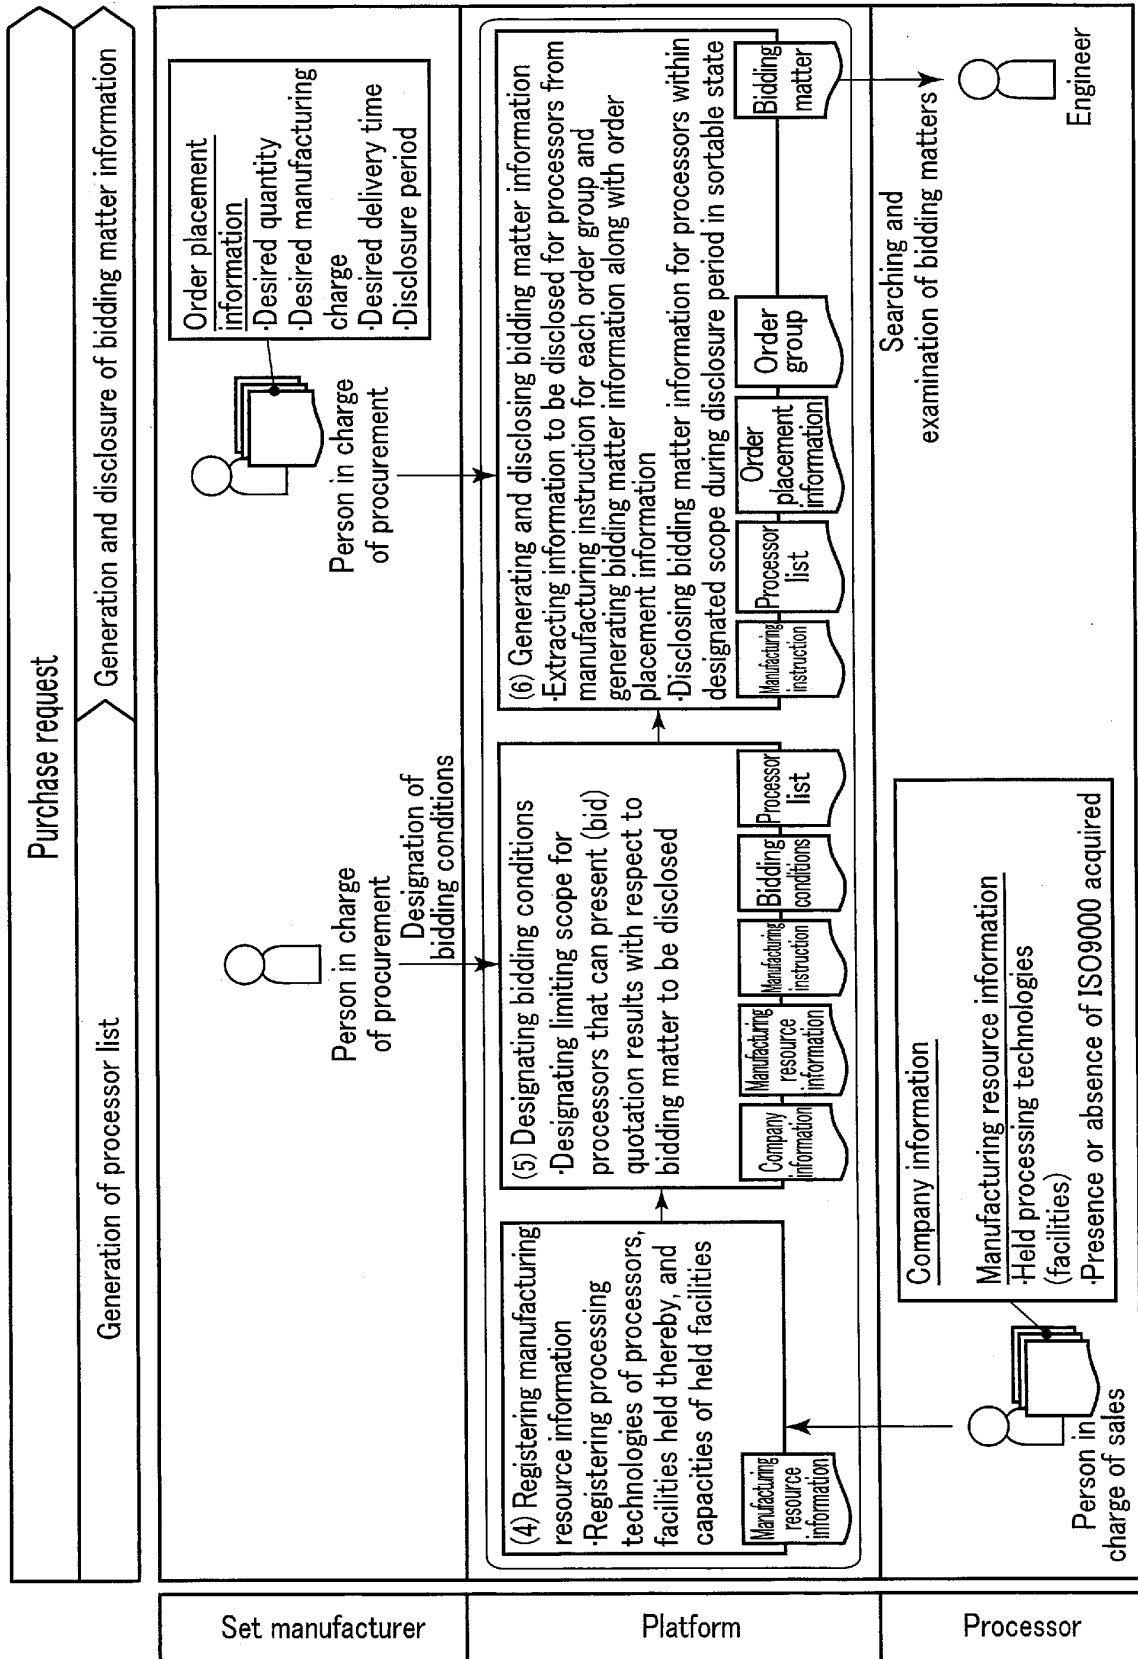 Purchase request
Generation of processor list
Generation and disclosure of bidding matter information
Set manufacturer
Person in charge
of procurement
Designation of
bidding conditions
Person in charge
of procurement
Order placement
information
·Desired quantity
·Desired manufacturing
charge
·Desired delivery time
·Disclosure period
Platform
(4) Registering manufacturing
resource information
·Registering processing
technologies of processors,
facilities held thereby, and
capacities of held facilities
Manufacturing
resource
information
(5) Designating bidding conditions
·Designating limiting scope for
processors that can present (bid)
quotation results with respect to
bidding matter to be disclosed
Company
information
Manufacturing
resource
information
Manufacturing
instruction
Bidding
conditions
Processor
list
(6) Generating and disclosing bidding matter information
·Extracting information to be disclosed for processors from
manufacturing instruction for each order group and
generating bidding matter information along with order
placement information
·Disclosing bidding matter information for processors within
designated scope during disclosure period in sortable state
Manufacturing
instruction
Processor
list
Order
placement
information
Order
group
Bidding
matter
Processor
Person in
charge of sales
Company information
Manufacturing resource information
·Held processing technologies
(facilities)
·Presence or absence of ISO9000 acquired
Searching and
examination of bidding matters
Engineer